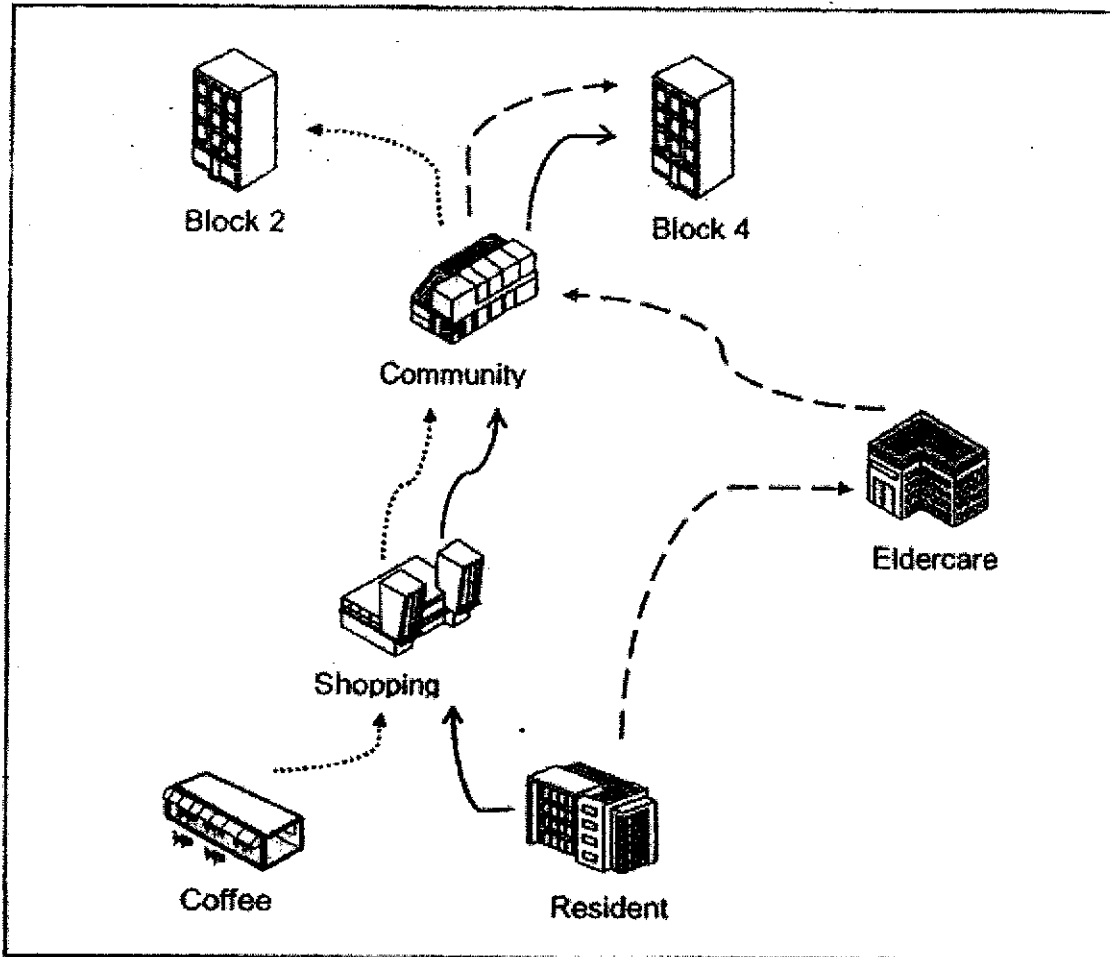 Block 2
Block 4
Community
Eldercare
Shopping
Coffee
Resident